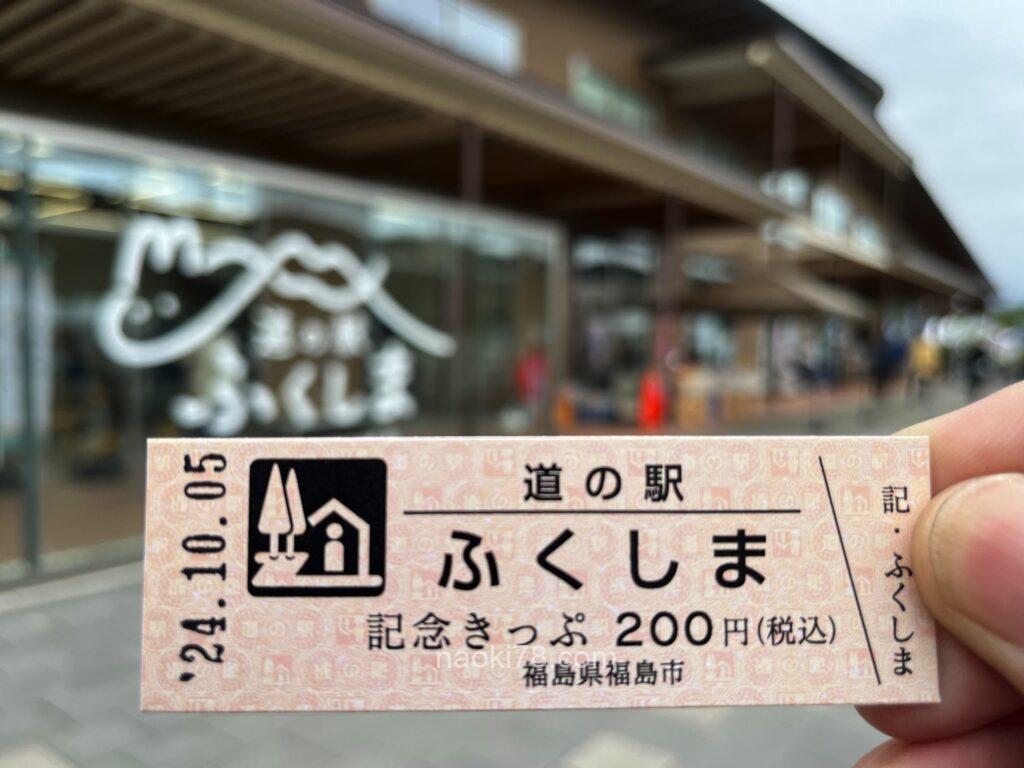 道の駅
ふくしま
'24.10.05
道の駅
ふくしま
記念きっぷ 200円(税込)
福島県福島市
記・ふくしま
naoki78.com